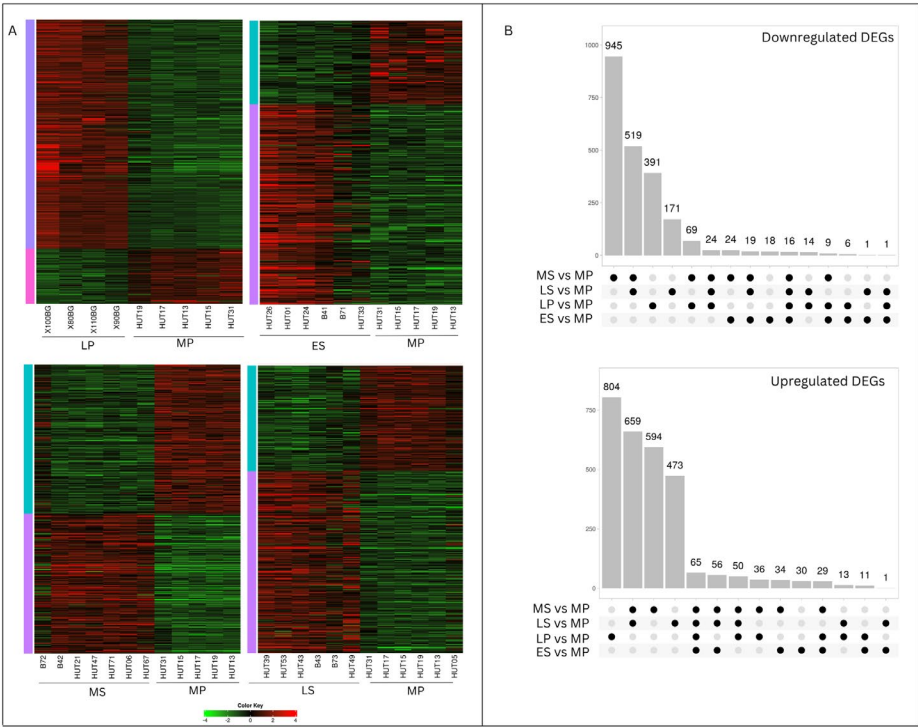 A
X100BG X80BG X110BG X90BG HUT19 HUT17 HUT13 HUT15 HUT31
LP MP
HUT26 HUT01 HUT24 B41 B71 HUT33 HUT31 HUT15 HUT17 HUT19 HUT13
ES MP
B72 B42 HUT21 HUT47 HUT71 HUT06 HUT67 HUT31 HUT15 HUT17 HUT19 HUT13
MS MP
HUT39 HUT53 HUT43 B43 B73 HUT49 HUT31 HUT17 HUT15 HUT19 HUT13 HUT05
LS MP
Color Key
-4 -2 0 2 4
B
Downregulated DEGs
1000
750
500
250
0
945 519 391 171 69 24 24 19 18 16 14 9 6 1 1
MS vs MP
LS vs MP
LP vs MP
ES vs MP
Upregulated DEGs
750
500
250
0
804 659 594 473 65 56 50 36 34 30 29 13 11 1
MS vs MP
LS vs MP
LP vs MP
ES vs MP